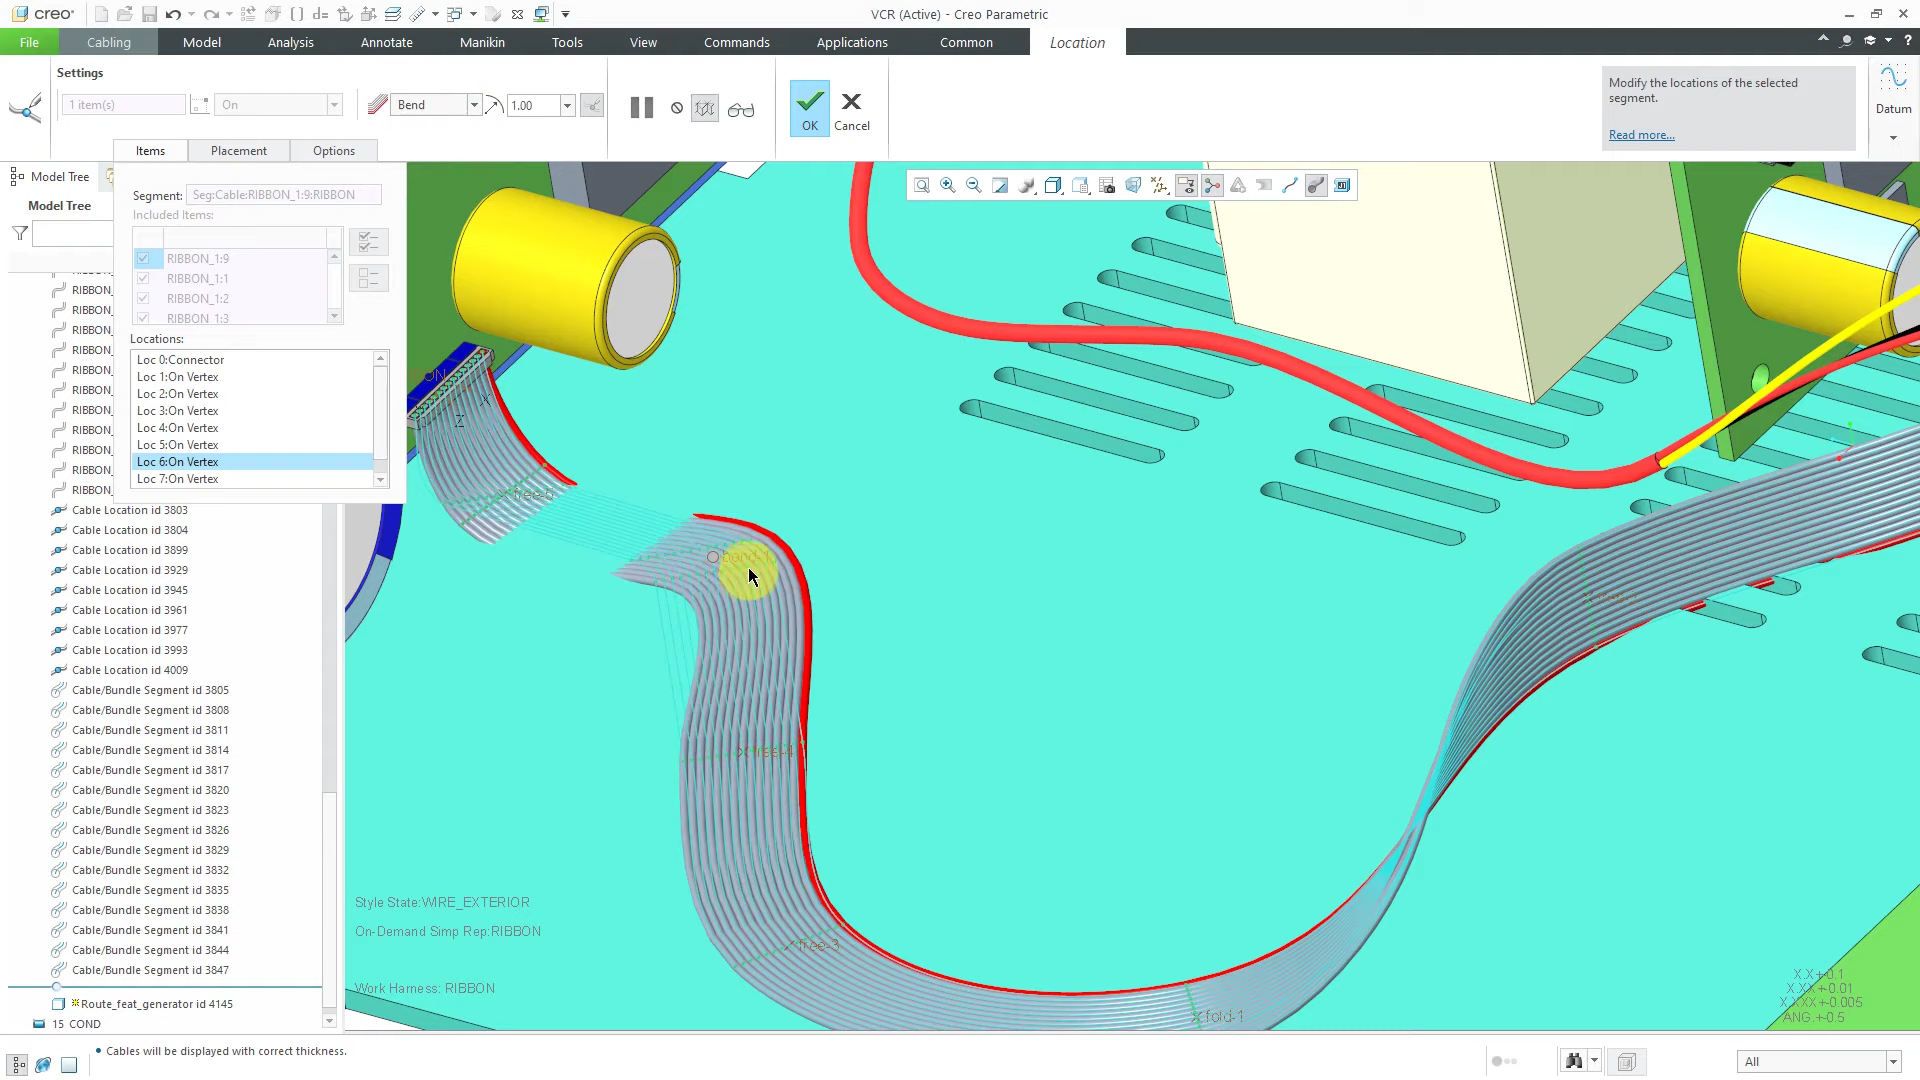 creo
VCR (Active) - Creo Parametric
File
Cabling
Model
Analysis
Annotate
Manikin
Tools
View
Commands
Applications
Common
Location
Settings
1 item(s)
On
Bend
1.00
OK
Cancel
Modify the locations of the selected
segment.
Read more...
Datum
Items
Placement
Options
Model Tree
Model Tree
Segment:
Seg:Cable:RIBBON_1:9:RIBBON
Included Items:
RIBBON_1:9
RIBBON_1:1
RIBBON_1:2
RIBBON_1:3
Locations:
Loc 0:Connector
Loc 1:On Vertex
Loc 2:On Vertex
Loc 3:On Vertex
Loc 4:On Vertex
Loc 5:On Vertex
Loc 6:On Vertex
Loc 7:On Vertex
RIBBON_
RIBBON_
RIBBON_
RIBBON_
RIBBON_
RIBBON_
RIBBON_
RIBBON_
RIBBON_
RIBBON_
RIBBON_
Cable Location id 3803
Cable Location id 3804
Cable Location id 3899
Cable Location id 3929
Cable Location id 3945
Cable Location id 3961
Cable Location id 3977
Cable Location id 3993
Cable Location id 4009
Cable/Bundle Segment id 3805
Cable/Bundle Segment id 3808
Cable/Bundle Segment id 3811
Cable/Bundle Segment id 3814
Cable/Bundle Segment id 3817
Cable/Bundle Segment id 3820
Cable/Bundle Segment id 3823
Cable/Bundle Segment id 3826
Cable/Bundle Segment id 3829
Cable/Bundle Segment id 3832
Cable/Bundle Segment id 3835
Cable/Bundle Segment id 3838
Cable/Bundle Segment id 3841
Cable/Bundle Segment id 3844
Cable/Bundle Segment id 3847
Route_feat_generator id 4145
15 COND
X
Z
free-5
bend-1
free-4
free-3
fold-1
Style State:WIRE_EXTERIOR
On-Demand Simp Rep:RIBBON
Work Harness: RIBBON
X.X+-0.1
X.XX+-0.01
X.XXX+-0.005
ANG.+-0.5
Cables will be displayed with correct thickness.
All